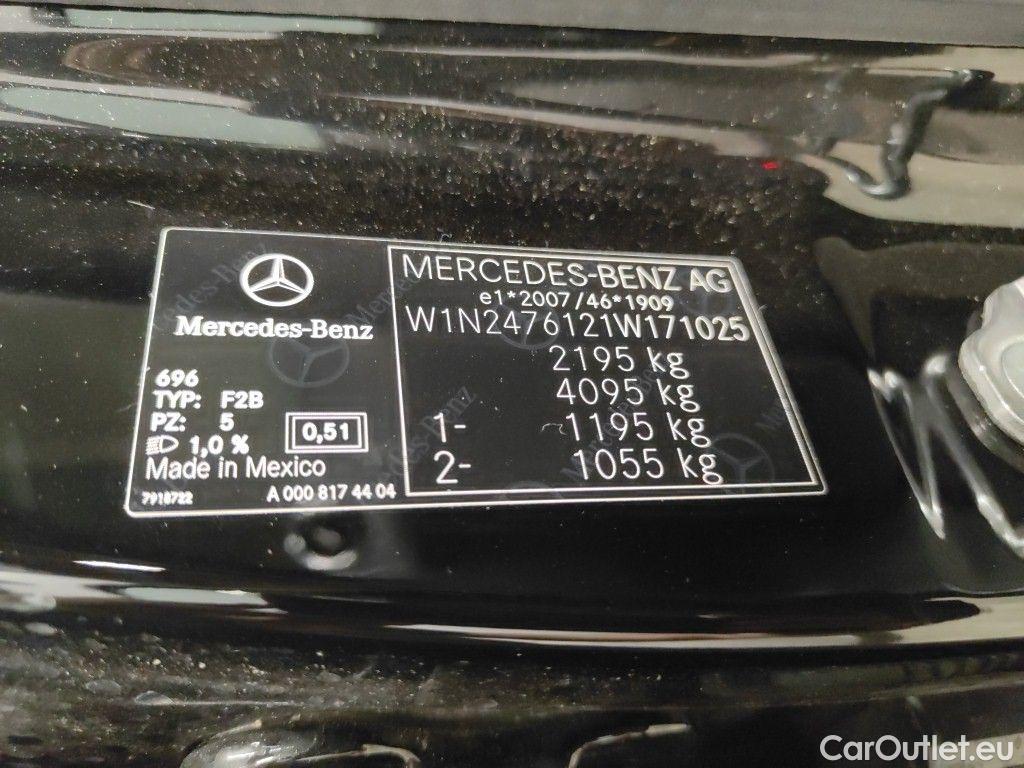 Mercedes-Benz
696
TYP: F2B
PZ: 5
1,0 %
0,51
Made in Mexico
7918722
A 000 817 44 04
MERCEDES-BENZ AG
e1*2007/46*1909
W1N2476121W171025
2195 kg
4095 kg
1- 1195 kg
2- 1055 kg
CarOutlet.eu